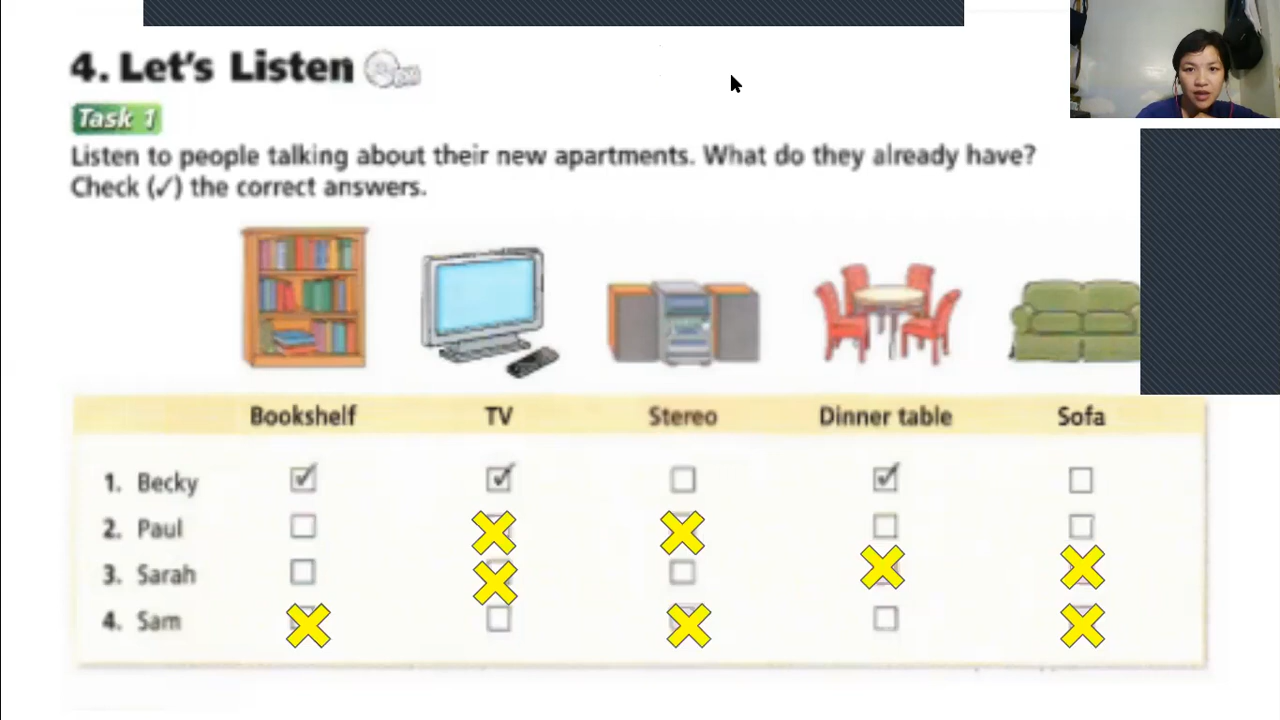 4. Let's Listen
Task 1
Listen to people talking about their new apartments. What do they already have?
Check (✓) the correct answers.
Bookshelf TV Stereo Dinner table Sofa
1. Becky
2. Paul
3. Sarah
4. Sam